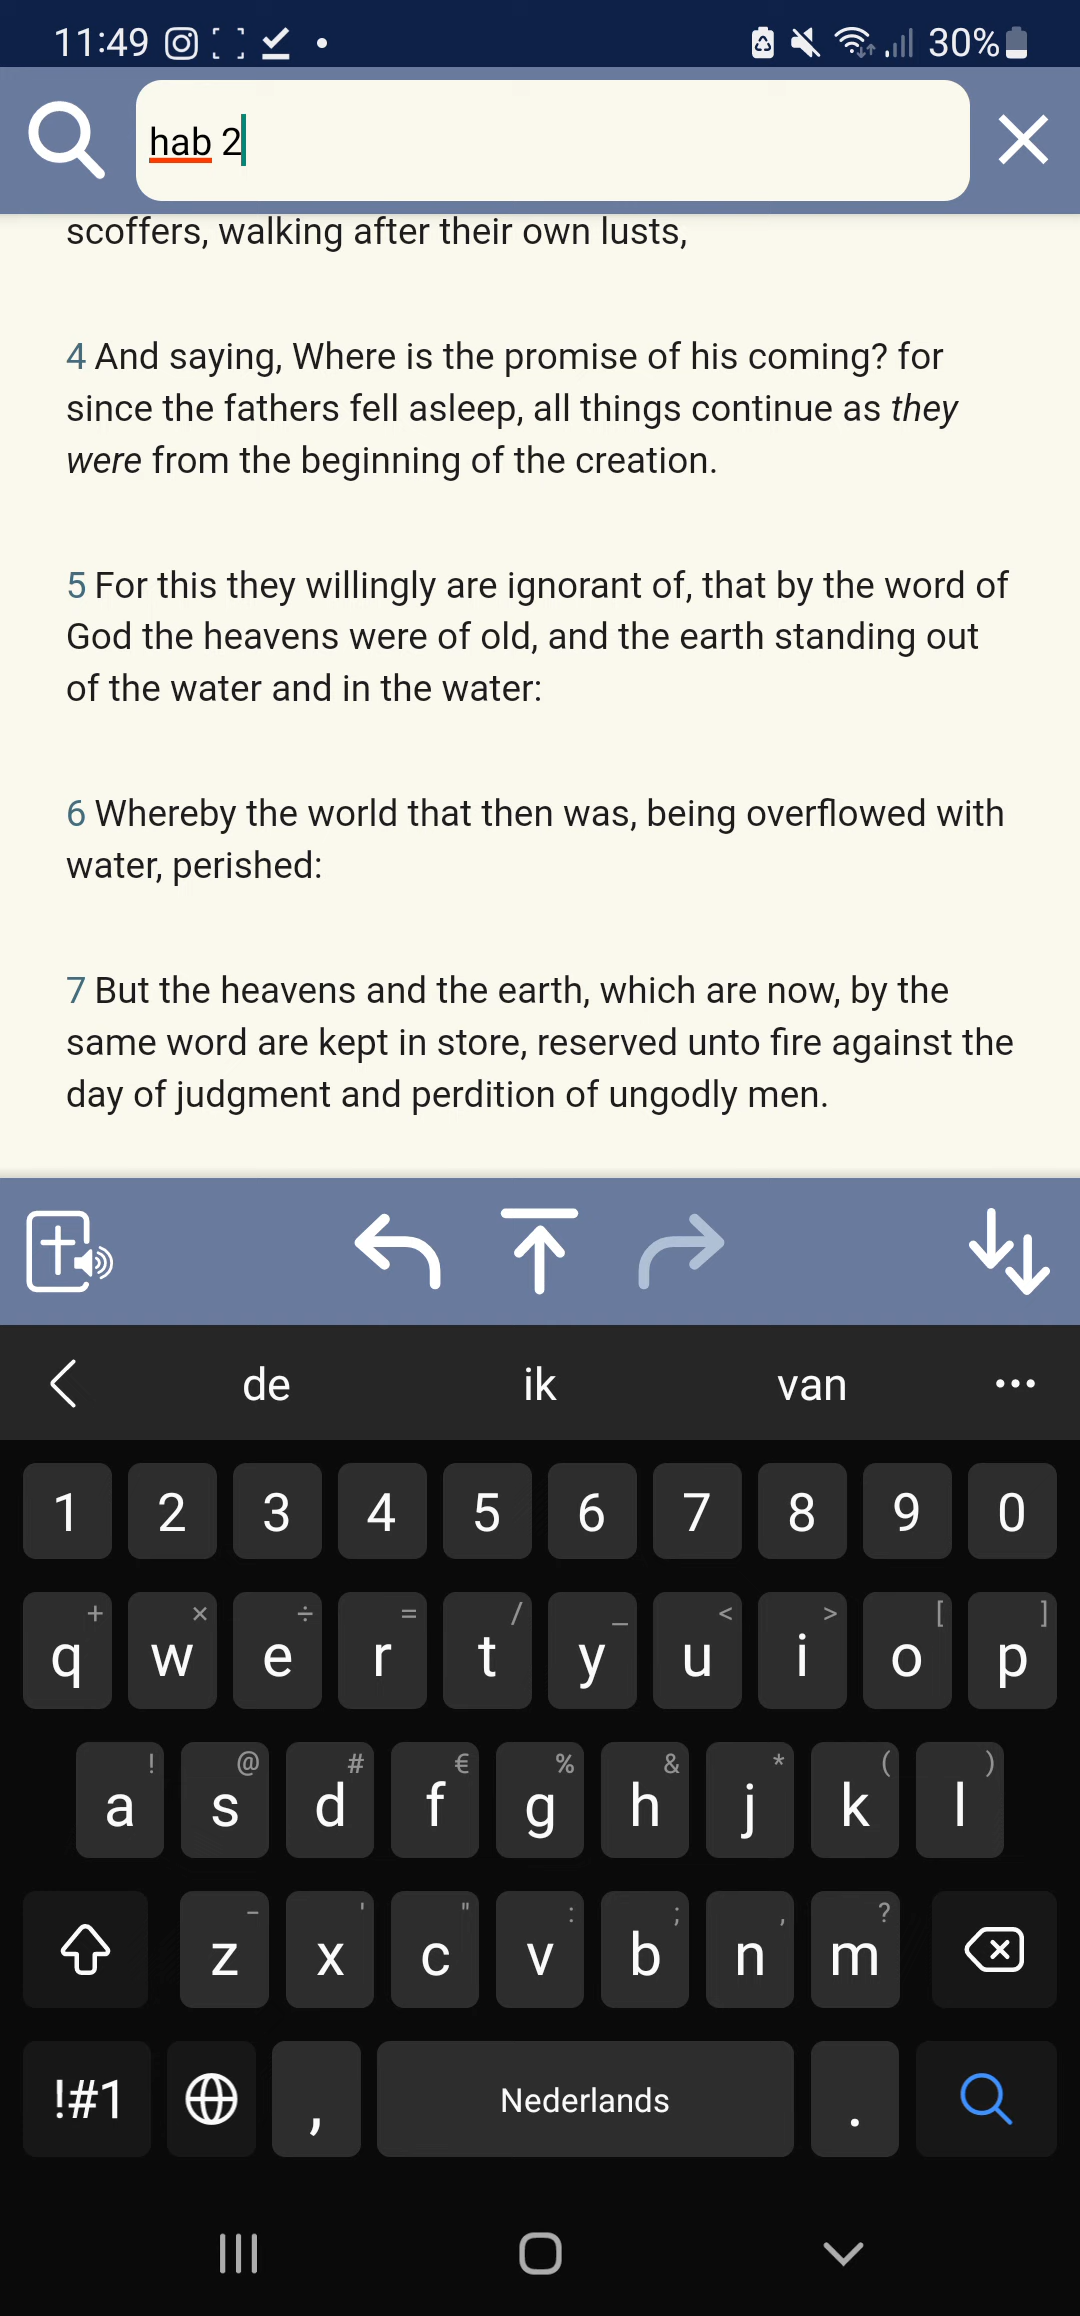 11:49 30%
hab 2
scoffers, walking after their own lusts,
4 And saying, Where is the promise of his coming? for
since the fathers fell asleep, all things continue as they
were from the beginning of the creation.
5 For this they willingly are ignorant of, that by the word of
God the heavens were of old, and the earth standing out
of the water and in the water:
6 Whereby the world that then was, being overflowed with
water, perished:
7 But the heavens and the earth, which are now, by the
same word are kept in store, reserved unto fire against the
day of judgment and perdition of ungodly men.
de ik van ...
1 2 3 4 5 6 7 8 9 0
+ × ÷ = / _ < > [ ]
q w e r t y u i o p
! @ # € % & * ( )
a s d f g h j k l
- ' " : ; , ?
z x c v b n m
!#1 , Nederlands .